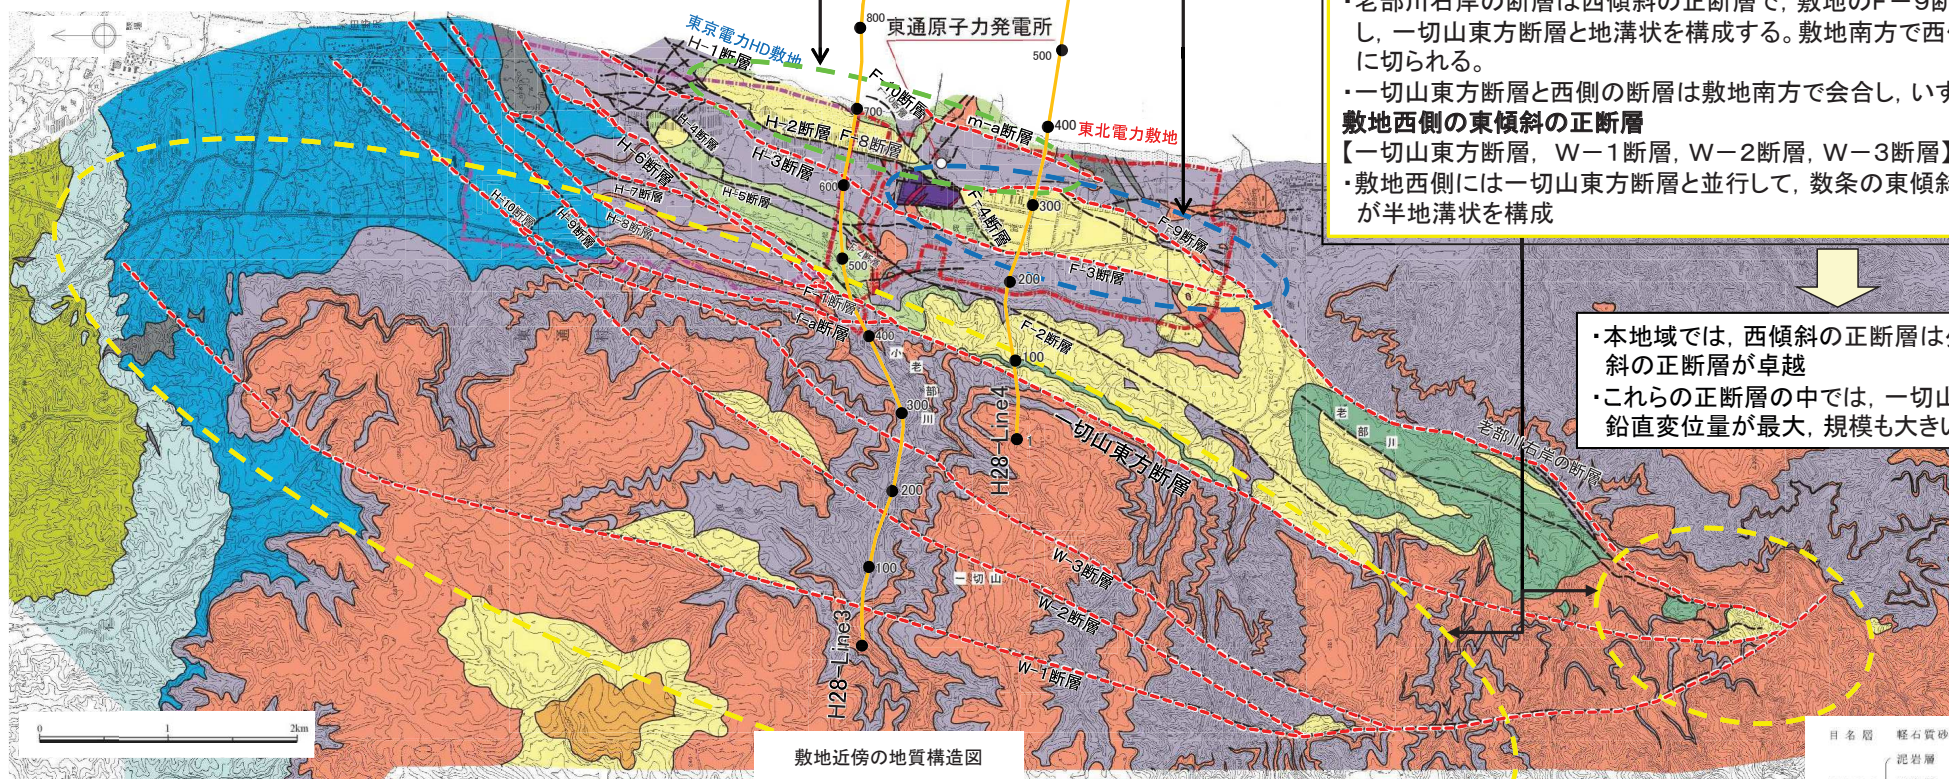 ・老部川右岸の断層は西傾斜の正断層で，敷地のF－9断
し，一切山東方断層と地溝状を構成する。敷地南方で西
に切られる。
・一切山東方断層と西側の断層は敷地南方で会合し，いず
敷地西側の東傾斜の正断層
【一切山東方断層， W－1断層，W－2断層，W－3断層】
・敷地西側には一切山東方断層と並行して，数条の東傾斜
が半地溝状を構成
・本地域では，西傾斜の正断層は
斜の正断層が卓越
・これらの正断層の中では，一切山
鉛直変位量が最大，規模も大きい
東通原子力発電所
東京電力HD敷地
東北電力敷地
H-1断層
F-10断層
m-a断層
H-2断層
F-8断層
H-3断層
H-4断層
H-6断層
H-5断層
H-7断層
H-8断層
H-9断層
H-10断層
F-4断層
F-9断層
F-3断層
F-1断層
f-a断層
F-2断層
小老部川
老部川
老部川右岸の断層
一切山東方断層
一切山
W-3断層
W-2断層
W-1断層
800
700
600
500
400
300
200
100
H28-Line3
500
400
300
200
100
1
H28-Line4
0 1 2km
敷地近傍の地質構造図
目名層 軽石質砂
泥岩層